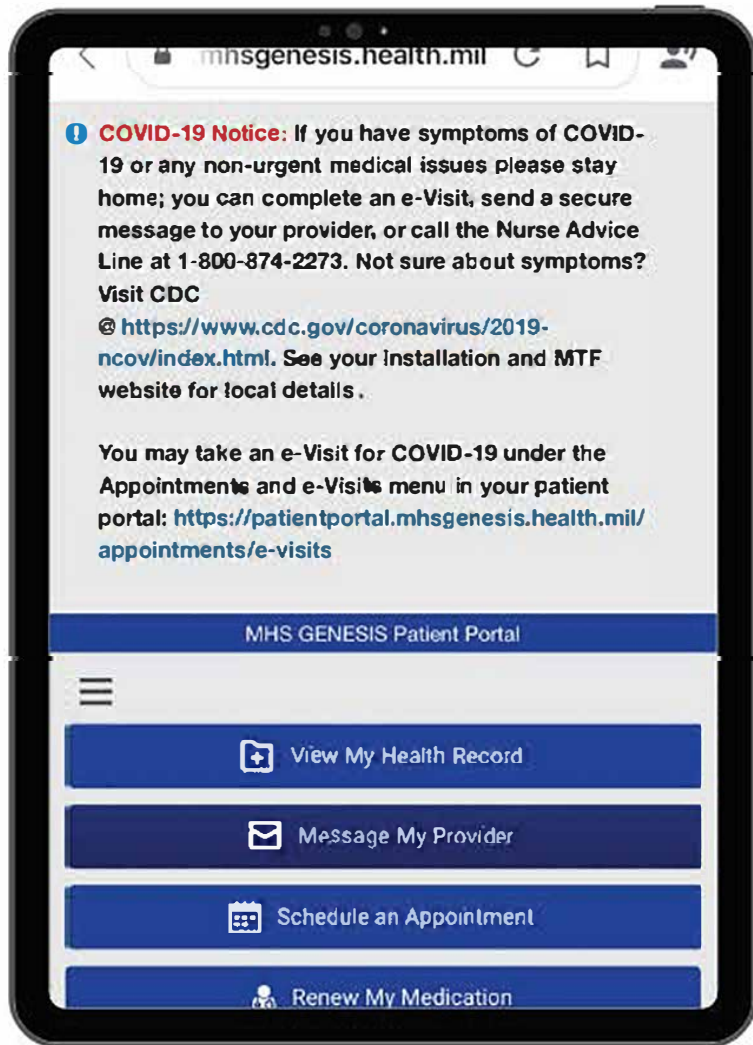 mhsgenesis.health.mil
COVID-19 Notice: If you have symptoms of COVID-
19 or any non-urgent medical issues please stay
home; you can complete an e-Visit, send a secure
message to your provider, or call the Nurse Advice
Line at 1-800-874-2273. Not sure about symptoms?
Visit CDC
@ https://www.cdc.gov/coronavirus/2019-
ncov/index.html. See your installation and MTF
website for local details.
You may take an e-Visit for COVID-19 under the
Appointments and e-Visits menu in your patient
portal: https://patientportal.mhsgenesis.health.mil/
appointments/e-visits
MHS GENESIS Patient Portal
View My Health Record
Message My Provider
Schedule an Appointment
Renew My Medication